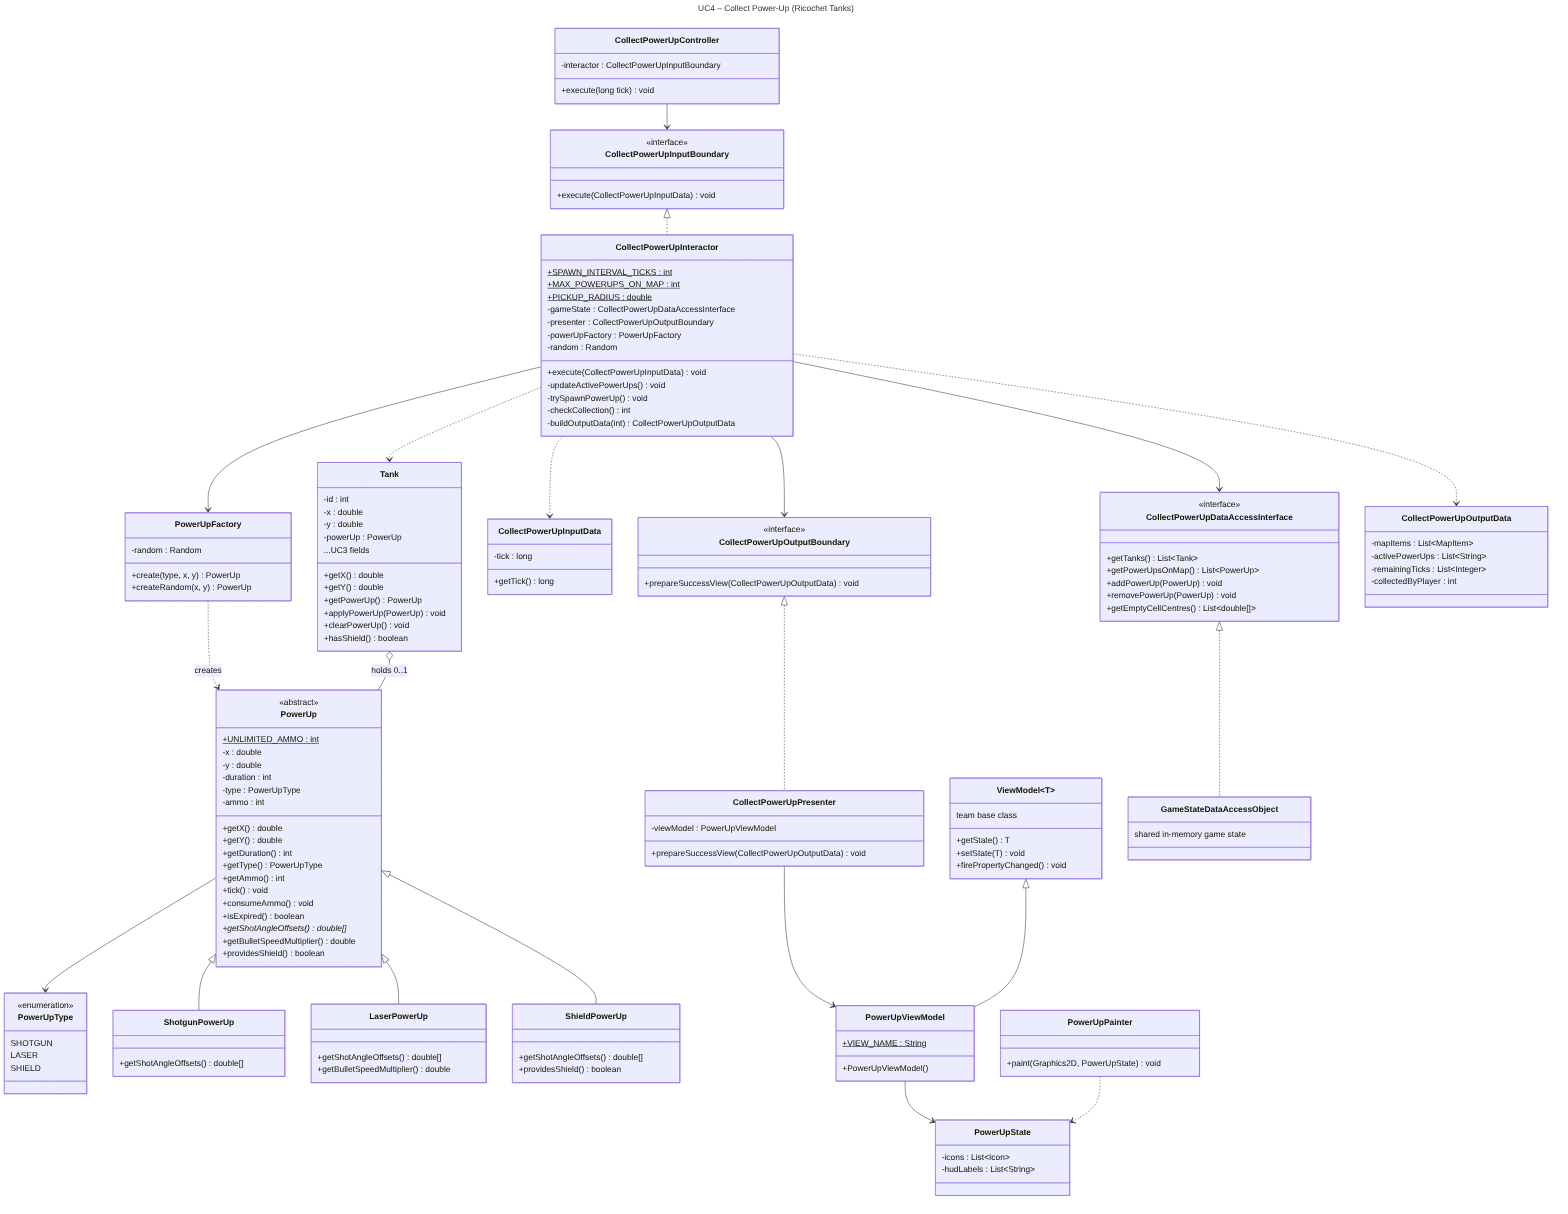 UC4 – Collect Power-Up (Ricochet Tanks)
CollectPowerUpController
-interactor : CollectPowerUpInputBoundary
+execute(long tick) : void
«interface»
CollectPowerUpInputBoundary
+execute(CollectPowerUpInputData) : void
CollectPowerUpInteractor
+SPAWN_INTERVAL_TICKS : int
+MAX_POWERUPS_ON_MAP : int
+PICKUP_RADIUS : double
-gameState : CollectPowerUpDataAccessInterface
-presenter : CollectPowerUpOutputBoundary
-powerUpFactory : PowerUpFactory
-random : Random
+execute(CollectPowerUpInputData) : void
-updateActivePowerUps() : void
-trySpawnPowerUp() : void
-checkCollection() : int
-buildOutputData(int) : CollectPowerUpOutputData
PowerUpFactory
-random : Random
+create(type, x, y) : PowerUp
+createRandom(x, y) : PowerUp
Tank
-id : int
-x : double
-y : double
-powerUp : PowerUp
...UC3 fields
+getX() : double
+getY() : double
+getPowerUp() : PowerUp
+applyPowerUp(PowerUp) : void
+clearPowerUp() : void
+hasShield() : boolean
CollectPowerUpInputData
-tick : long
+getTick() : long
«interface»
CollectPowerUpOutputBoundary
+prepareSuccessView(CollectPowerUpOutputData) : void
«interface»
CollectPowerUpDataAccessInterface
+getTanks() : List<Tank>
+getPowerUpsOnMap() : List<PowerUp>
+addPowerUp(PowerUp) : void
+removePowerUp(PowerUp) : void
+getEmptyCellCentres() : List<double[]>
CollectPowerUpOutputData
-mapItems : List<MapItem>
-activePowerUps : List<String>
-remainingTicks : List<Integer>
-collectedByPlayer : int
creates
holds 0..1
«abstract»
PowerUp
+UNLIMITED_AMMO : int
-x : double
-y : double
-duration : int
-type : PowerUpType
-ammo : int
+getX() : double
+getY() : double
+getDuration() : int
+getType() : PowerUpType
+getAmmo() : int
+tick() : void
+consumeAmmo() : void
+isExpired() : boolean
+getShotAngleOffsets() : double[]
+getBulletSpeedMultiplier() : double
+providesShield() : boolean
CollectPowerUpPresenter
-viewModel : PowerUpViewModel
+prepareSuccessView(CollectPowerUpOutputData) : void
ViewModel<T>
team base class
+getState() : T
+setState(T) : void
+firePropertyChanged() : void
GameStateDataAccessObject
shared in-memory game state
«enumeration»
PowerUpType
SHOTGUN
LASER
SHIELD
ShotgunPowerUp
+getShotAngleOffsets() : double[]
LaserPowerUp
+getShotAngleOffsets() : double[]
+getBulletSpeedMultiplier() : double
ShieldPowerUp
+getShotAngleOffsets() : double[]
+providesShield() : boolean
PowerUpViewModel
+VIEW_NAME : String
+PowerUpViewModel()
PowerUpPainter
+paint(Graphics2D, PowerUpState) : void
PowerUpState
-icons : List<Icon>
-hudLabels : List<String>